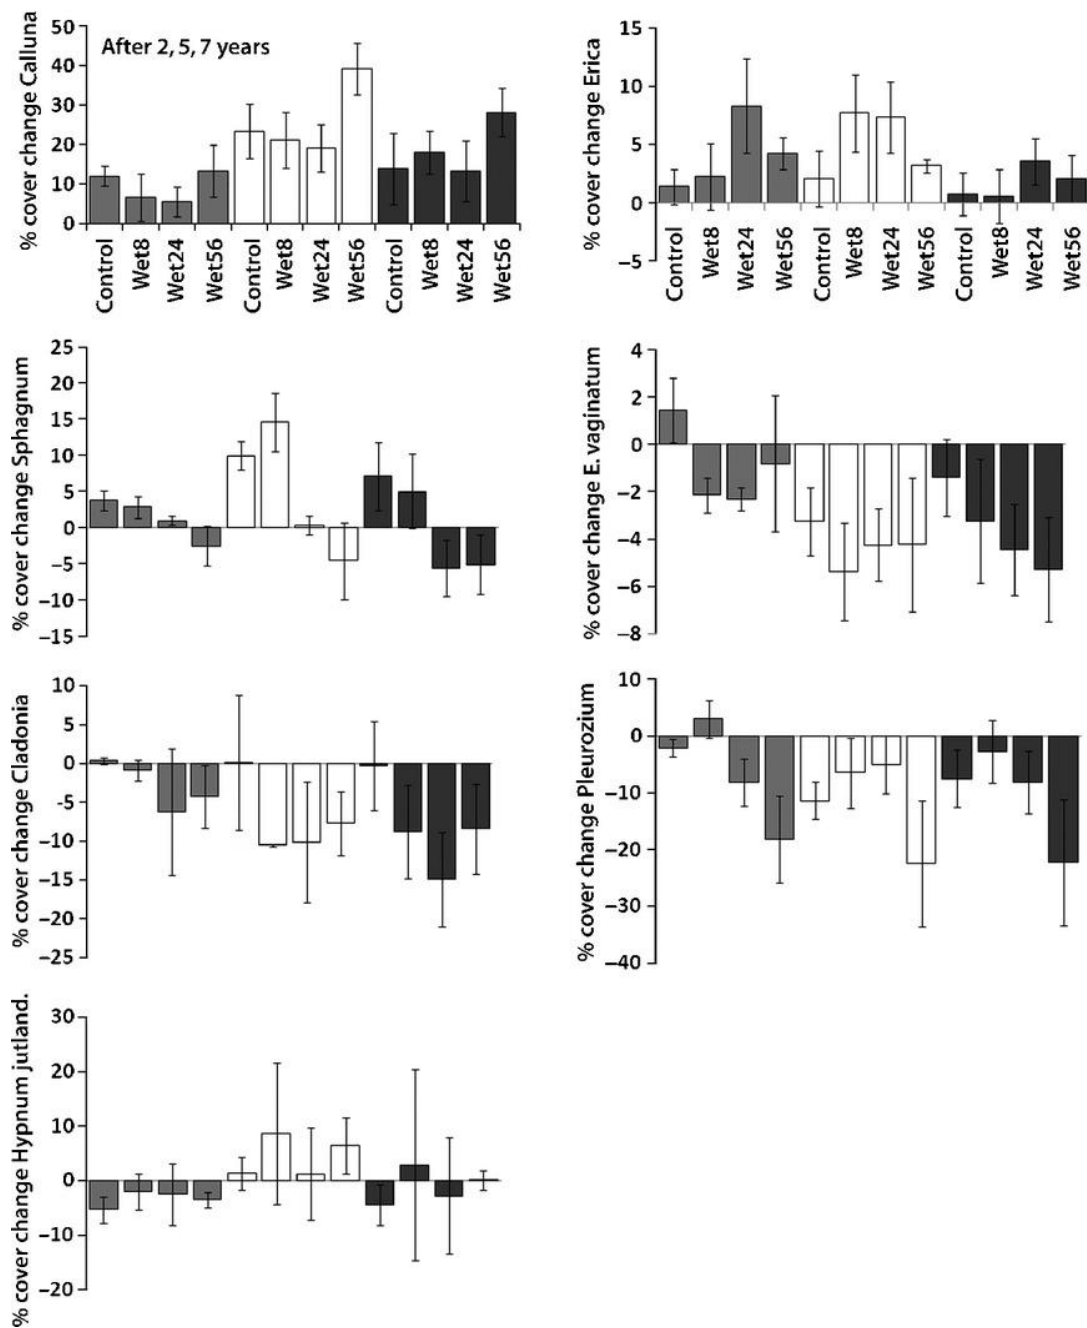 % cover change Calluna
50
40
30
20
10
0
After 2, 5, 7 years
Control
Wet8
Wet24
Wet56
Control
Wet8
Wet24
Wet56
Control
Wet8
Wet24
Wet56
% cover change Erica
15
10
5
0
–5
Control
Wet8
Wet24
Wet56
Control
Wet8
Wet24
Wet56
Control
Wet8
Wet24
Wet56
% cover change Sphagnum
25
20
15
10
5
0
–5
–10
–15
% cover change E. vaginatum
4
2
0
–2
–4
–6
–8
% cover change Cladonia
10
5
0
–5
–10
–15
–20
–25
% cover change Pleurozium
10
0
–10
–20
–30
–40
% cover change Hypnum jutland.
30
20
10
0
–10
–20